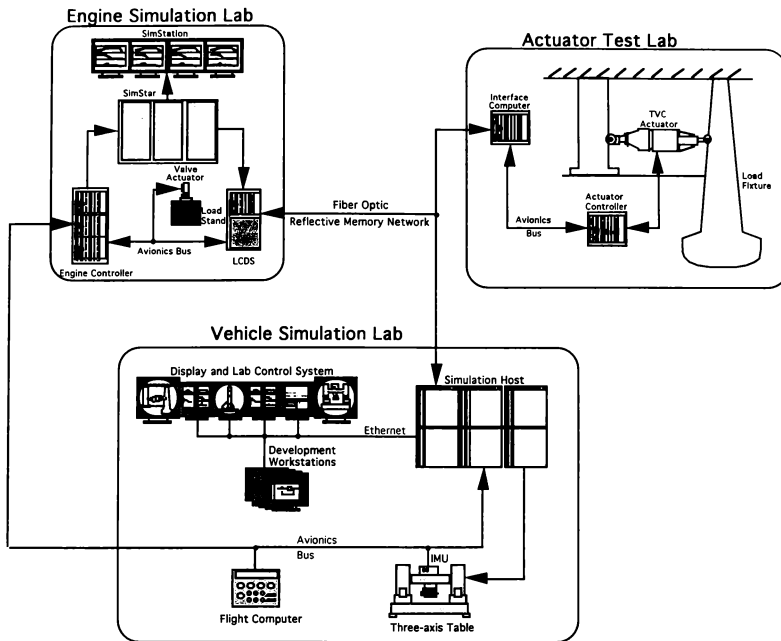 Engine Simulation Lab
SimStation
SimStar
Valve
Actuator
Load
Stand
Avionics Bus
Engine Controller
LCDS
Fiber Optic
Reflective Memory Network
Actuator Test Lab
Interface
Computer
TVC
Actuator
Load
Fixture
Actuator
Controller
Avionics
Bus
Vehicle Simulation Lab
Display and Lab Control System
Simulation Host
Ethernet
Development
Workstations
Avionics
Bus
IMU
Flight Computer
Three-axis Table